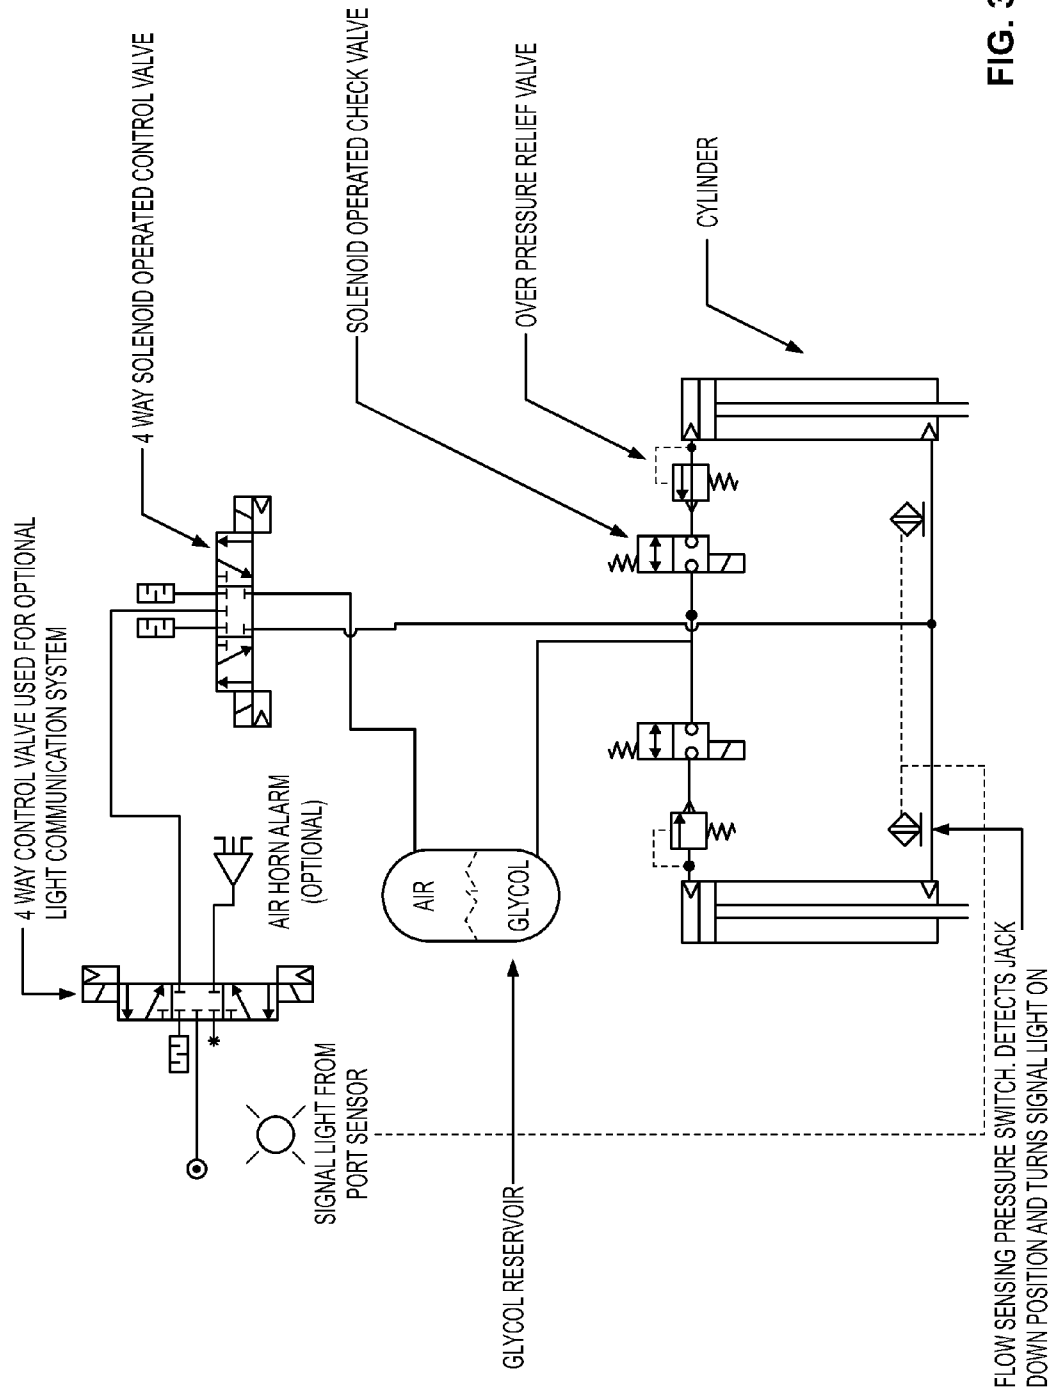 4 WAY CONTROL VALVE USED FOR OPTIONAL
LIGHT COMMUNICATION SYSTEM
4 WAY SOLENOID OPERATED CONTROL VALVE
SOLENOID OPERATED CHECK VALVE
OVER PRESSURE RELIEF VALVE
CYLINDER
AIR HORN ALARM
(OPTIONAL)
SIGNAL LIGHT FROM
PORT SENSOR
AIR
GLYCOL
GLYCOL RESERVOIR
FLOW SENSING PRESSURE SWITCH. DETECTS JACK
DOWN POSITION AND TURNS SIGNAL LIGHT ON
FIG. 3